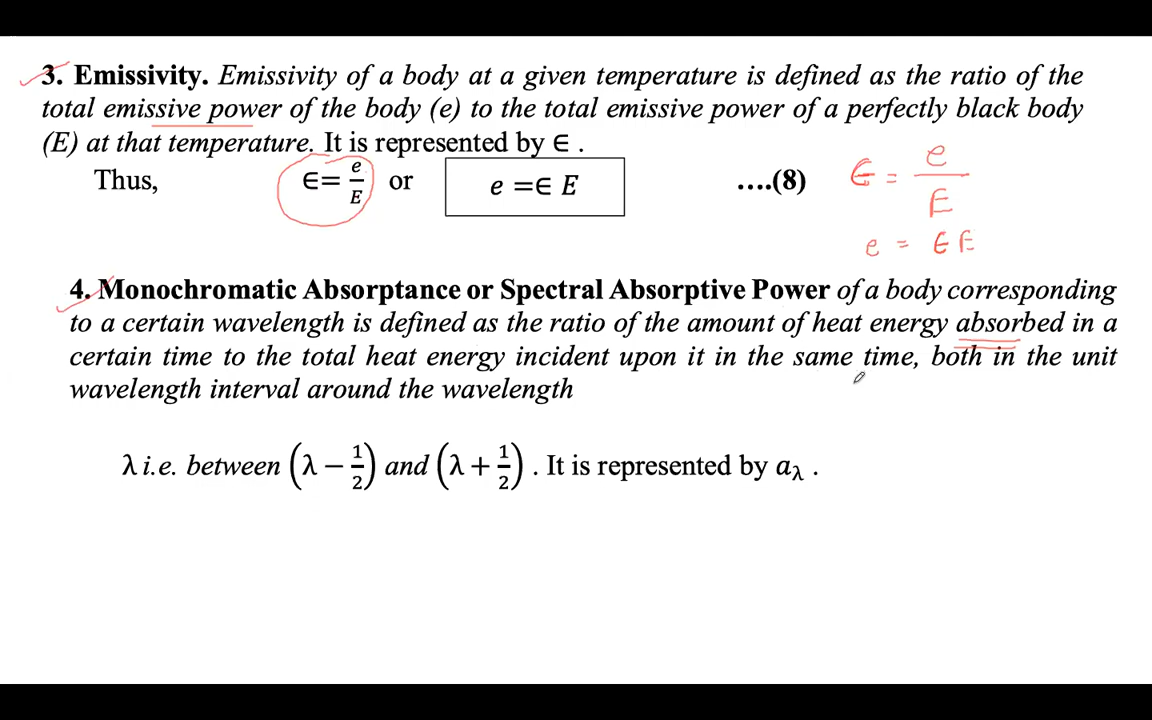 3. Emissivity. Emissivity of a body at a given temperature is defined as the ratio of the
total emissive power of the body (e) to the total emissive power of a perfectly black body
(E) at that temperature. It is represented by ∈ .
Thus, ∈= e/E or e =∈ E ....(8) ∈ = e/E
e = ∈ E
4. Monochromatic Absorptance or Spectral Absorptive Power of a body corresponding
to a certain wavelength is defined as the ratio of the amount of heat energy absorbed in a
certain time to the total heat energy incident upon it in the same time, both in the unit
wavelength interval around the wavelength
λ i.e. between (λ − 1/2) and (λ + 1/2) . It is represented by aλ .